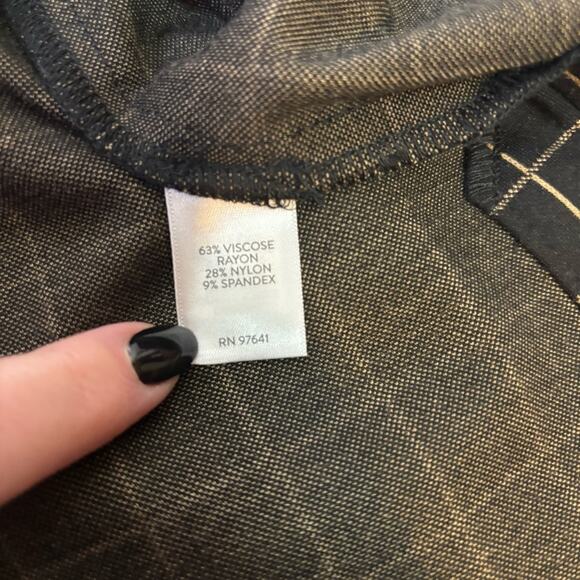 63% VISCOSE
RAYON
28% NYLON
9% SPANDEX
RN 97641